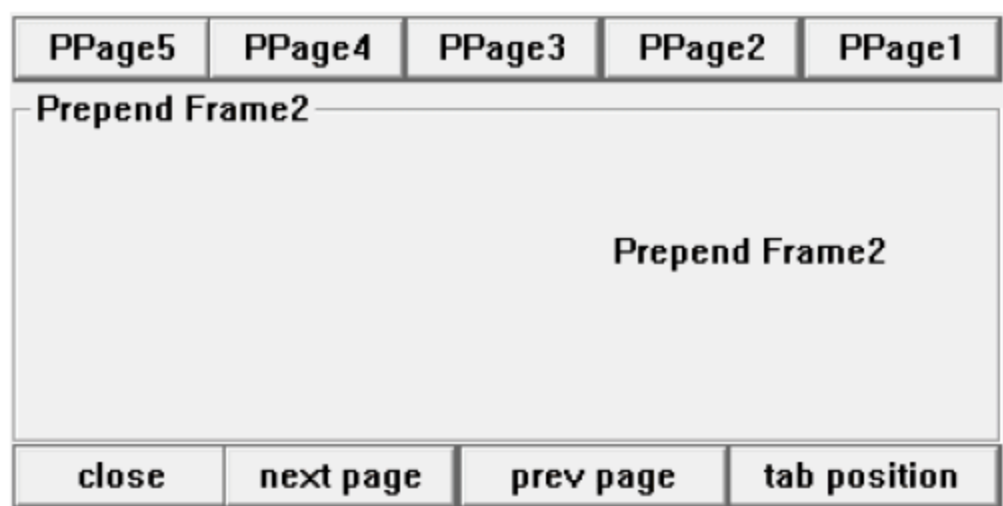 PPage5 PPage4 PPage3 PPage2 PPage1
Prepend Frame2
Prepend Frame2
close next page prev page tab position